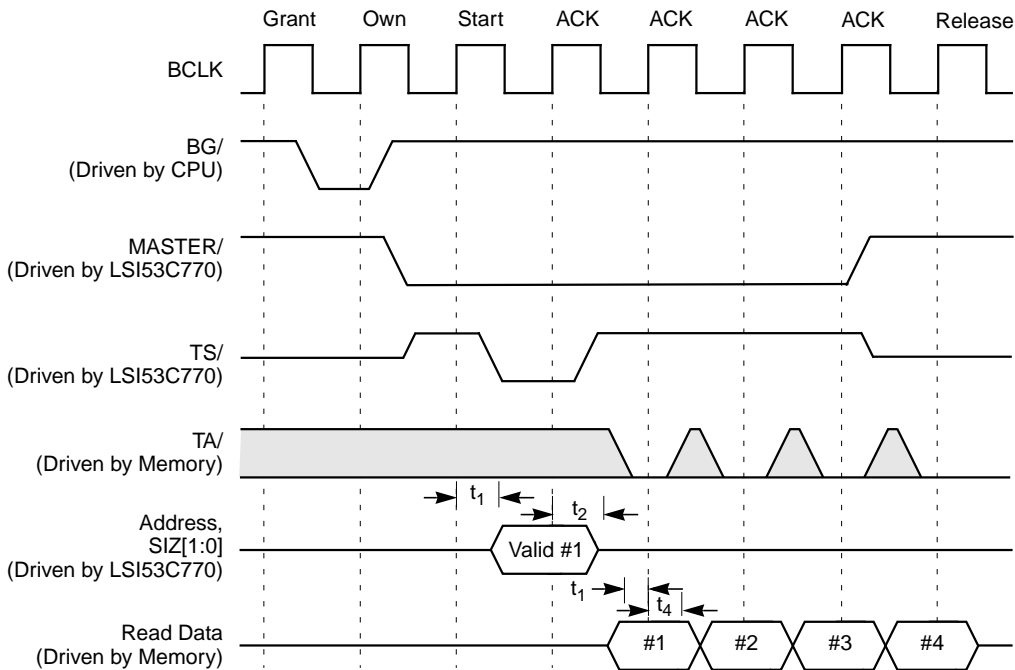 Grant Own Start ACK ACK ACK ACK Release
BCLK
BG/
(Driven by CPU)
MASTER/
(Driven by LSI53C770)
TS/
(Driven by LSI53C770)
TA/
(Driven by Memory)
t1
t2
Address,
SIZ[1:0]
(Driven by LSI53C770)
Valid #1
t1
t4
Read Data
(Driven by Memory)
#1 #2 #3 #4